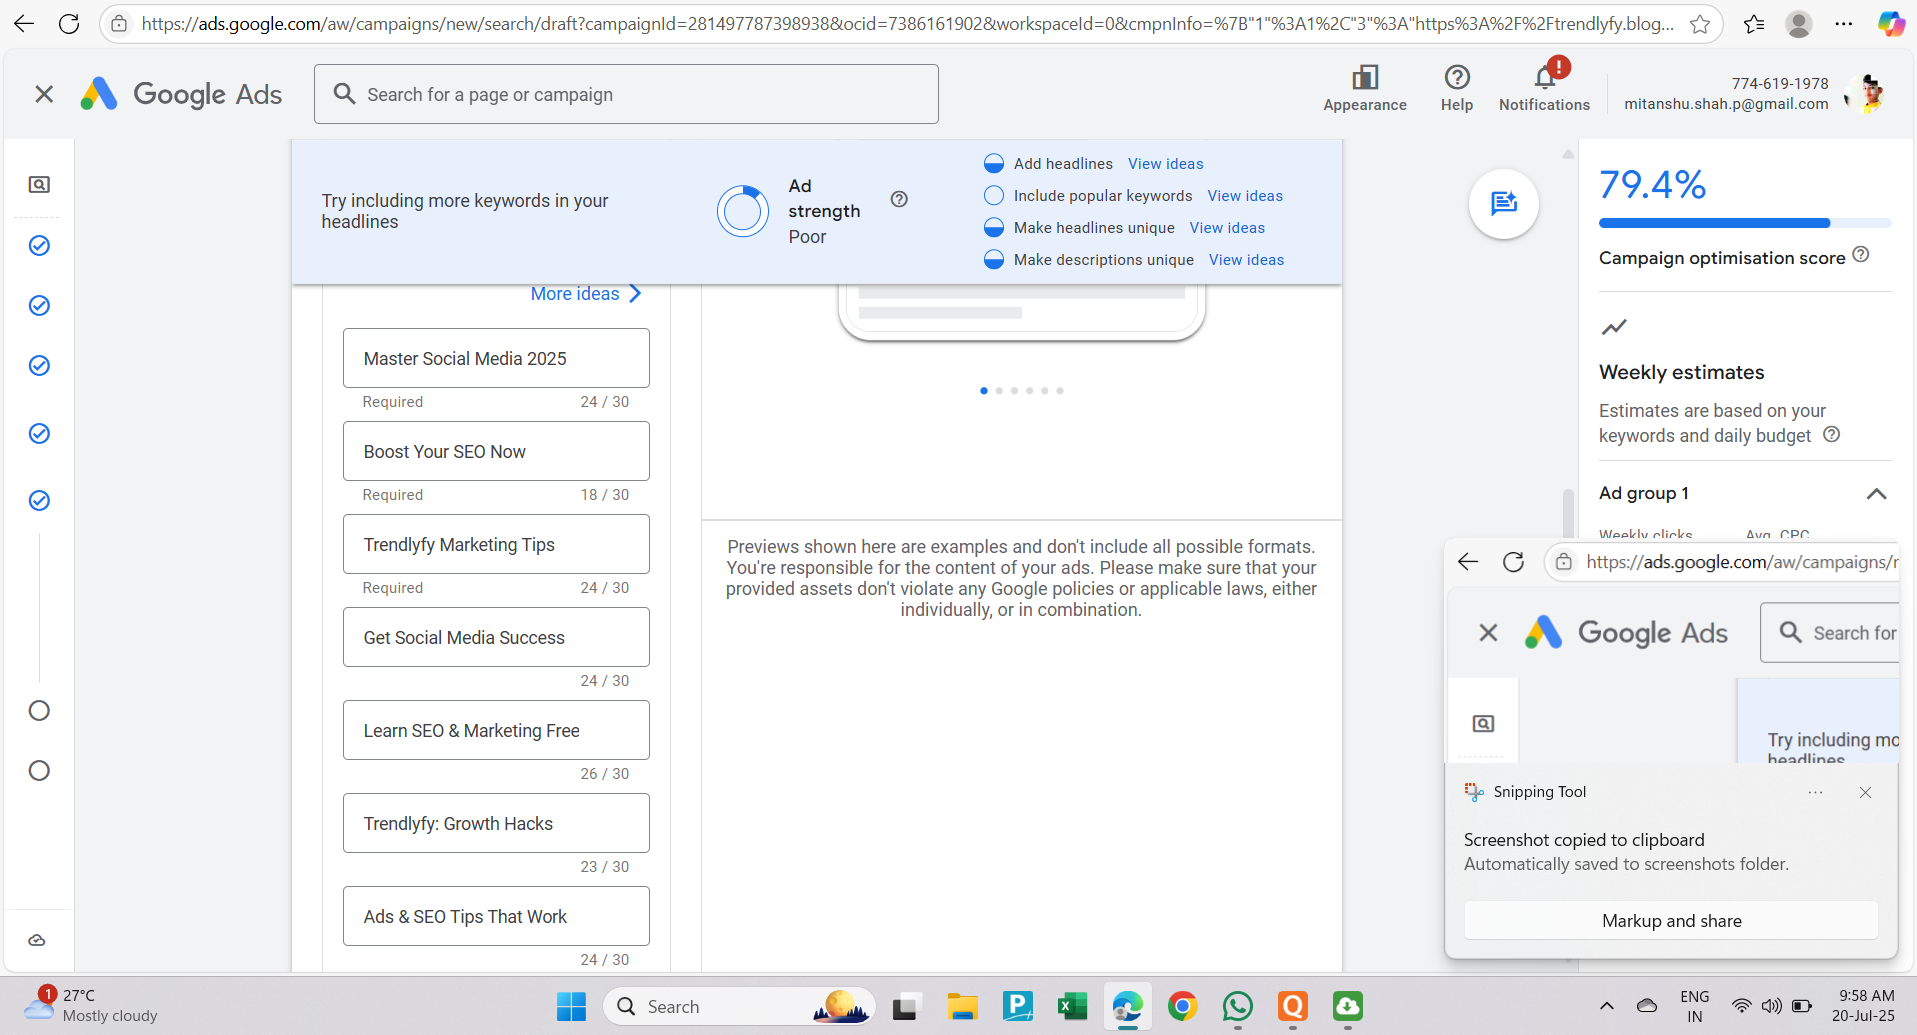 https://ads.google.com/aw/campaigns/new/search/draft?campaignId=281497787398938&ocid=7386161902&workspaceId=0&cmpnInfo=%7B"1"%3A1%2C"3"%3A"https%3A%2F%2Ftrendlyfy.blog...
Google Ads
Search for a page or campaign
Appearance
Help
!
Notifications
774-619-1978
mitanshu.shah.p@gmail.com
Try including more keywords in your
headlines
Ad
strength
Poor
Add headlines View ideas
Include popular keywords View ideas
Make headlines unique View ideas
Make descriptions unique View ideas
More ideas
Master Social Media 2025
Required 24 / 30
Boost Your SEO Now
Required 18 / 30
Trendlyfy Marketing Tips
Required 24 / 30
Get Social Media Success
24 / 30
Learn SEO & Marketing Free
26 / 30
Trendlyfy: Growth Hacks
23 / 30
Ads & SEO Tips That Work
24 / 30
Previews shown here are examples and don't include all possible formats.
You're responsible for the content of your ads. Please make sure that your
provided assets don't violate any Google policies or applicable laws, either
individually, or in combination.
79.4%
Campaign optimisation score
Weekly estimates
Estimates are based on your
keywords and daily budget
Ad group 1
Weekly clicks Avg. CPC
https://ads.google.com/aw/campaigns/r
Google Ads
Search for
Try including mo
headlines
Snipping Tool
Screenshot copied to clipboard
Automatically saved to screenshots folder.
Markup and share
1
27°C
Mostly cloudy
Search
ENG
IN
9:58 AM
20-Jul-25